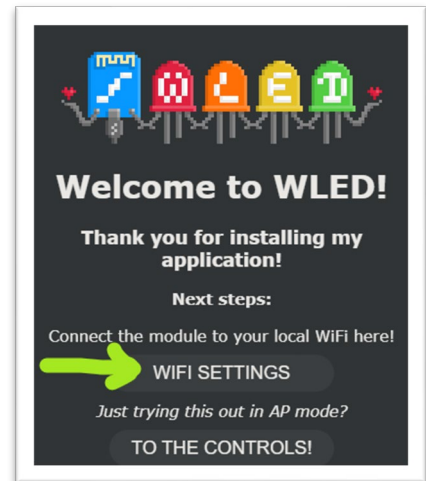 WLED
Welcome to WLED!
Thank you for installing my
application!
Next steps:
Connect the module to your local WiFi here!
WIFI SETTINGS
Just trying this out in AP mode?
TO THE CONTROLS!